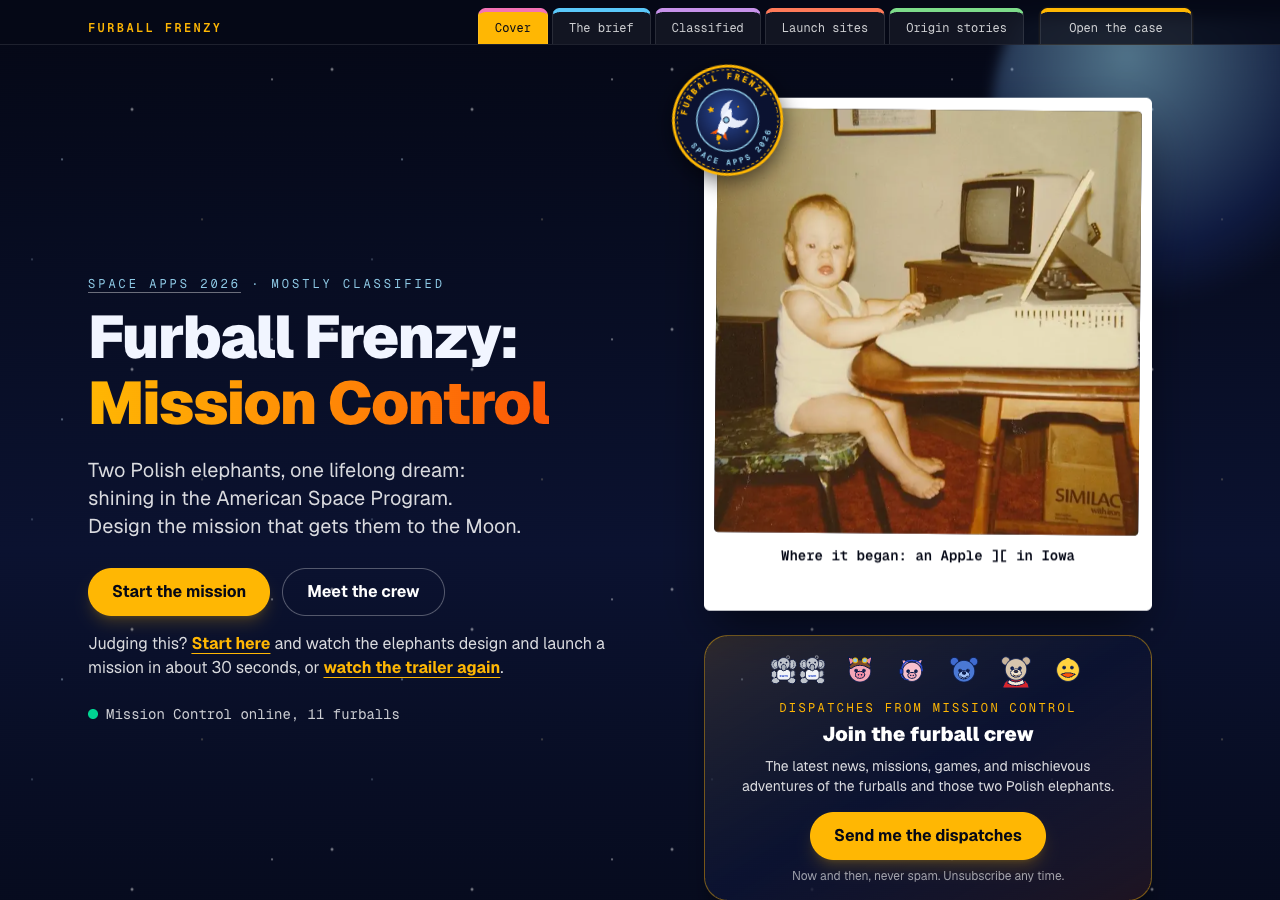 FURBALL FRENZY
Cover
The brief
Classified
Launch sites
Origin stories
Open the case
FURBALL FRENZY
SPACE APPS 2026
SPACE APPS 2026 · MOSTLY CLASSIFIED
Furball Frenzy:
Mission Control
Two Polish elephants, one lifelong dream:
shining in the American Space Program.
Design the mission that gets them to the Moon.
Start the mission
Meet the crew
Judging this? Start here and watch the elephants design and launch a
mission in about 30 seconds, or watch the trailer again.
Mission Control online, 11 furballs
SIMILAC
Where it began: an Apple ][ in Iowa
DISPATCHES FROM MISSION CONTROL
Join the furball crew
The latest news, missions, games, and mischievous
adventures of the furballs and those two Polish elephants.
Send me the dispatches
Now and then, never spam. Unsubscribe any time.